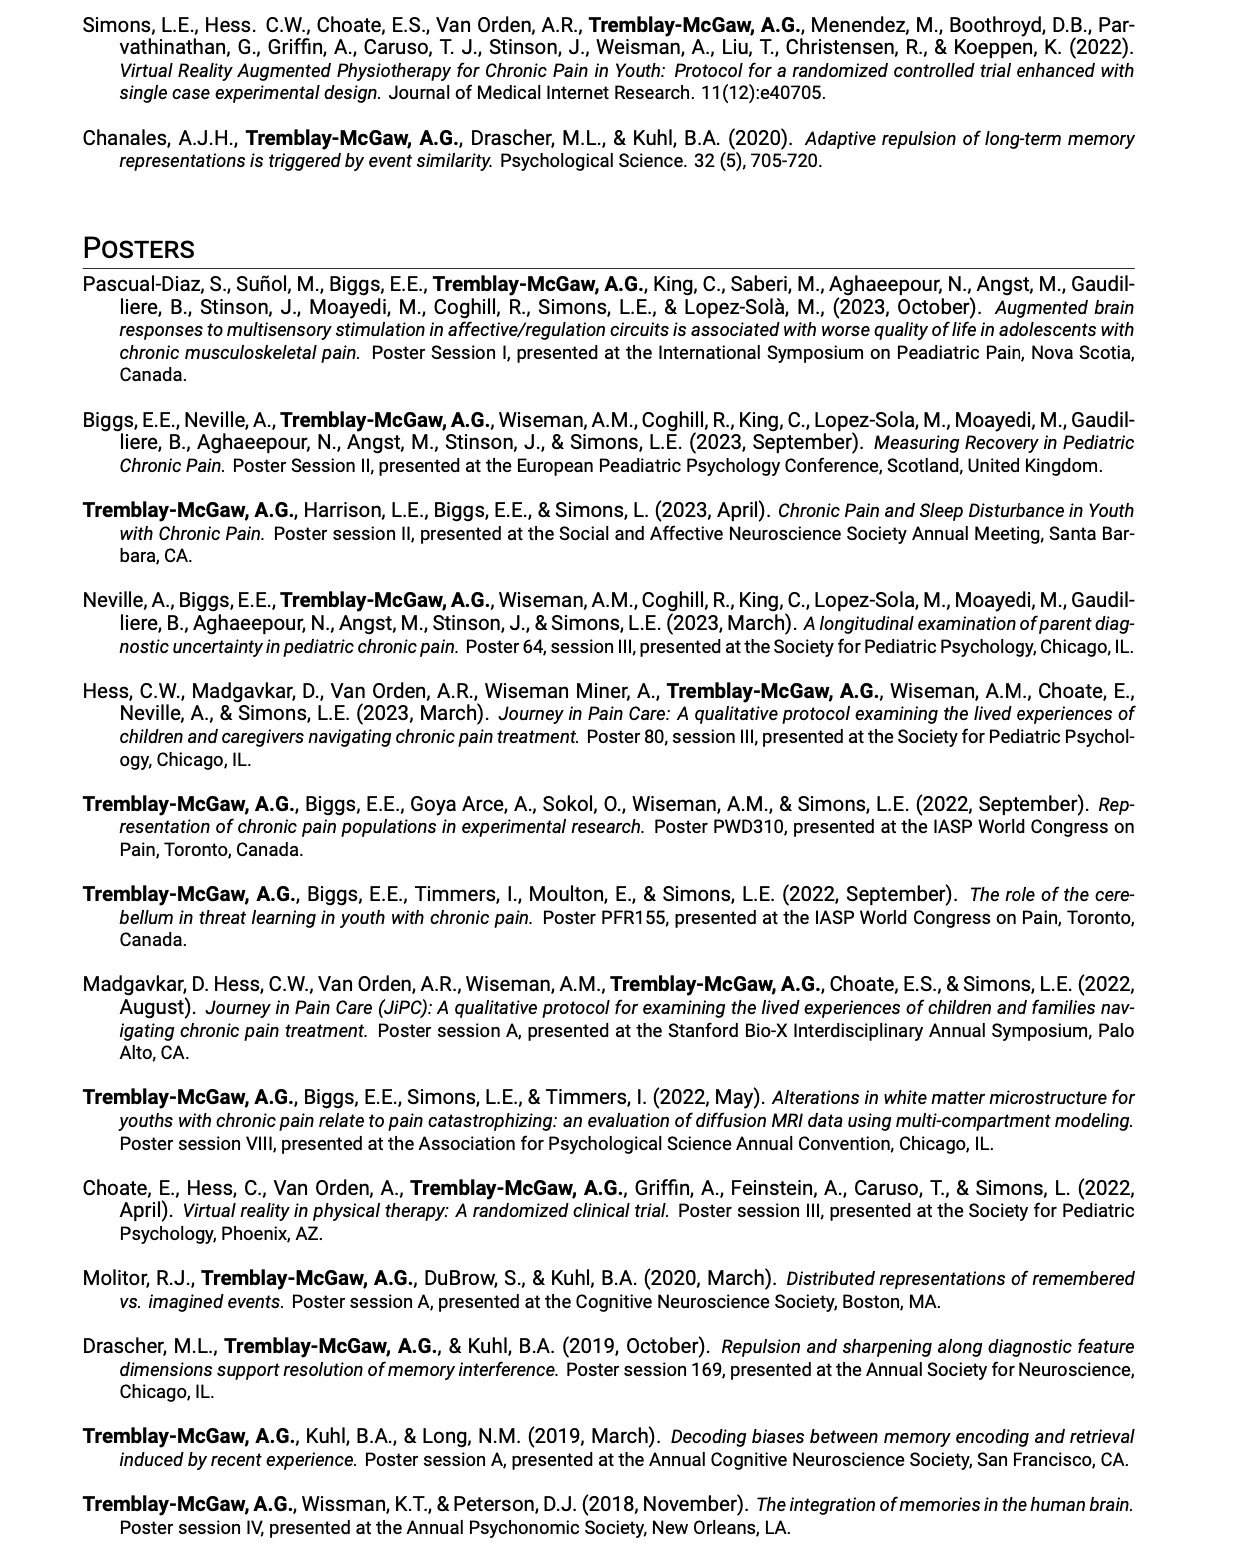 Simons, L.E., Hess. C.W., Choate, E.S., Van Orden, A.R., Tremblay-McGaw, A.G., Menendez, M., Boothroyd, D.B., Par-
vathinathan, G., Griffin, A., Caruso, T. J., Stinson, J., Weisman, A., Liu, T., Christensen, R., & Koeppen, K. (2022).
Virtual Reality Augmented Physiotherapy for Chronic Pain in Youth: Protocol for a randomized controlled trial enhanced with
single case experimental design. Journal of Medical Internet Research. 11(12):e40705.
Chanales, A.J.H., Tremblay-McGaw, A.G., Drascher, M.L., & Kuhl, B.A. (2020). Adaptive repulsion of long-term memory
representations is triggered by event similarity. Psychological Science. 32 (5), 705-720.
POSTERS
Pascual-Diaz, S., Suñol, M., Biggs, E.E., Tremblay-McGaw, A.G., King, C., Saberi, M., Aghaeepour, N., Angst, M., Gaudil-
liere, B., Stinson, J., Moayedi, M., Coghill, R., Simons, L.E., & Lopez-Solà, M., (2023, October). Augmented brain
responses to multisensory stimulation in affective/regulation circuits is associated with worse quality of life in adolescents with
chronic musculoskeletal pain. Poster Session I, presented at the International Symposium on Peadiatric Pain, Nova Scotia,
Canada.
Biggs, E.E., Neville, A., Tremblay-McGaw, A.G., Wiseman, A.M., Coghill, R., King, C., Lopez-Sola, M., Moayedi, M., Gaudil-
liere, B., Aghaeepour, N., Angst, M., Stinson, J., & Simons, L.E. (2023, September). Measuring Recovery in Pediatric
Chronic Pain. Poster Session II, presented at the European Peadiatric Psychology Conference, Scotland, United Kingdom.
Tremblay-McGaw, A.G., Harrison, L.E., Biggs, E.E., & Simons, L. (2023, April). Chronic Pain and Sleep Disturbance in Youth
with Chronic Pain. Poster session II, presented at the Social and Affective Neuroscience Society Annual Meeting, Santa Bar-
bara, CA.
Neville, A., Biggs, E.E., Tremblay-McGaw, A.G., Wiseman, A.M., Coghill, R., King, C., Lopez-Sola, M., Moayedi, M., Gaudil-
liere, B., Aghaeepour, N., Angst, M., Stinson, J., & Simons, L.E. (2023, March). A longitudinal examination of parent diag-
nostic uncertainty in pediatric chronic pain. Poster 64, session III, presented at the Society for Pediatric Psychology, Chicago, IL.
Hess, C.W., Madgavkar, D., Van Orden, A.R., Wiseman Miner, A., Tremblay-McGaw, A.G., Wiseman, A.M., Choate, E.,
Neville, A., & Simons, L.E. (2023, March). Journey in Pain Care: A qualitative protocol examining the lived experiences of
children and caregivers navigating chronic pain treatment. Poster 80, session III, presented at the Society for Pediatric Psychol-
ogy, Chicago, IL.
Tremblay-McGaw, A.G., Biggs, E.E., Goya Arce, A., Sokol, O., Wiseman, A.M., & Simons, L.E. (2022, September). Rep-
resentation of chronic pain populations in experimental research. Poster PWD310, presented at the IASP World Congress on
Pain, Toronto, Canada.
Tremblay-McGaw, A.G., Biggs, E.E., Timmers, I., Moulton, E., & Simons, L.E. (2022, September). The role of the cere-
bellum in threat learning in youth with chronic pain. Poster PFR155, presented at the IASP World Congress on Pain, Toronto,
Canada.
Madgavkar, D. Hess, C.W., Van Orden, A.R., Wiseman, A.M., Tremblay-McGaw, A.G., Choate, E.S., & Simons, L.E. (2022,
August). Journey in Pain Care (JiPC): A qualitative protocol for examining the lived experiences of children and families nav-
igating chronic pain treatment. Poster session A, presented at the Stanford Bio-X Interdisciplinary Annual Symposium, Palo
Alto, CA.
Tremblay-McGaw, A.G., Biggs, E.E., Simons, L.E., & Timmers, I. (2022, May). Alterations in white matter microstructure for
youths with chronic pain relate to pain catastrophizing: an evaluation of diffusion MRI data using multi-compartment modeling.
Poster session VIII, presented at the Association for Psychological Science Annual Convention, Chicago, IL.
Choate, E., Hess, C., Van Orden, A., Tremblay-McGaw, A.G., Griffin, A., Feinstein, A., Caruso, T., & Simons, L. (2022,
April). Virtual reality in physical therapy: A randomized clinical trial. Poster session III, presented at the Society for Pediatric
Psychology, Phoenix, AZ.
Molitor, R.J., Tremblay-McGaw, A.G., DuBrow, S., & Kuhl, B.A. (2020, March). Distributed representations of remembered
vs. imagined events. Poster session A, presented at the Cognitive Neuroscience Society, Boston, MA.
Drascher, M.L., Tremblay-McGaw, A.G., & Kuhl, B.A. (2019, October). Repulsion and sharpening along diagnostic feature
dimensions support resolution of memory interference. Poster session 169, presented at the Annual Society for Neuroscience,
Chicago, IL.
Tremblay-McGaw, A.G., Kuhl, B.A., & Long, N.M. (2019, March). Decoding biases between memory encoding and retrieval
induced by recent experience. Poster session A, presented at the Annual Cognitive Neuroscience Society, San Francisco, CA.
Tremblay-McGaw, A.G., Wissman, K.T., & Peterson, D.J. (2018, November). The integration of memories in the human brain.
Poster session IV, presented at the Annual Psychonomic Society, New Orleans, LA.